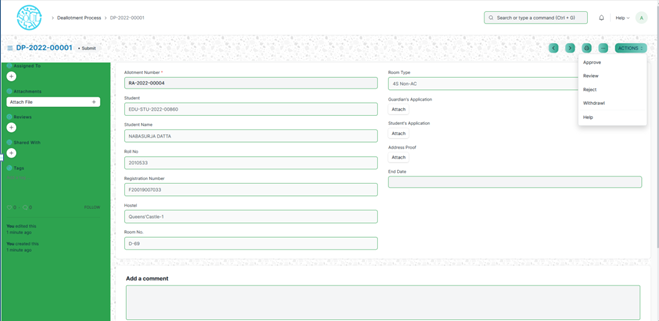 Deallotment Process > DP-2022-00001
Search or type a command (Ctrl + G)
Help
A
DP-2022-00001
• Submit
ACTIONS
Approve
Review
Reject
Withdrawl
Help
Assigned To
Attachments
Attach File +
Reviews
Shared With
Tags
FOLLOW
You edited this
1 minute ago
You created this
1 minute ago
Allotment Number *
RA-2022-00004
Student
EDU-STU-2022-00860
Student Name
NABASURJA DATTA
Roll No
2010533
Registration Number
F20019007033
Hostel
Queens'Castle-1
Room No.
Room Type
4S Non-AC
Guardian's Application
Attach
Student's Application
Attach
Address Proof
Attach
End Date
Add a comment